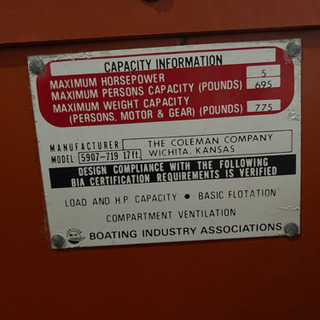 CAPACITY INFORMATION
MAXIMUM HORSEPOWER 5
MAXIMUM PERSONS CAPACITY (POUNDS) 695
MAXIMUM WEIGHT CAPACITY
(PERSONS, MOTOR & GEAR) (POUNDS) 775
MANUFACTURER: THE COLEMAN COMPANY
MODEL: 5907-719 17ft WICHITA, KANSAS
DESIGN COMPLIANCE WITH THE FOLLOWING
BIA CERTIFICATION REQUIREMENTS IS VERIFIED
LOAD AND H.P. CAPACITY • BASIC FLOTATION
COMPARTMENT VENTILATION
BOATING INDUSTRY ASSOCIATIONS